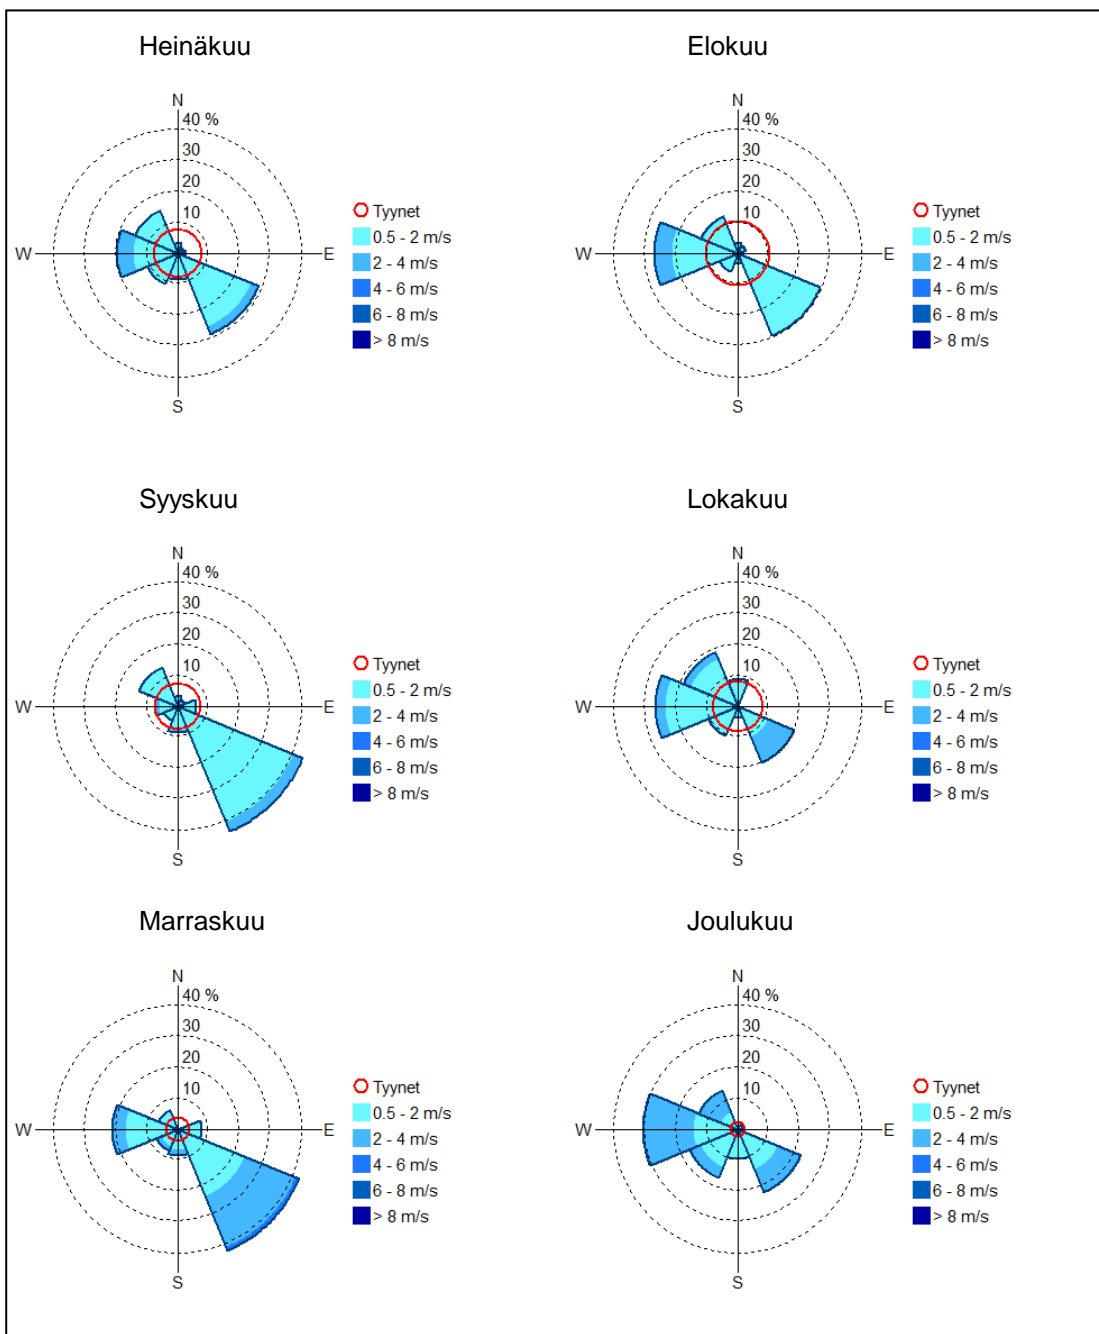 Heinäkuu
N
40 %
30
20
10
W
E
S
Tyynet
0.5 - 2 m/s
2 - 4 m/s
4 - 6 m/s
6 - 8 m/s
> 8 m/s
Elokuu
N
40 %
30
20
10
W
E
S
Tyynet
0.5 - 2 m/s
2 - 4 m/s
4 - 6 m/s
6 - 8 m/s
> 8 m/s
Syyskuu
N
40 %
30
20
10
W
E
S
Tyynet
0.5 - 2 m/s
2 - 4 m/s
4 - 6 m/s
6 - 8 m/s
> 8 m/s
Lokakuu
N
40 %
30
20
10
W
E
S
Tyynet
0.5 - 2 m/s
2 - 4 m/s
4 - 6 m/s
6 - 8 m/s
> 8 m/s
Marraskuu
N
40 %
30
20
10
W
E
S
Tyynet
0.5 - 2 m/s
2 - 4 m/s
4 - 6 m/s
6 - 8 m/s
> 8 m/s
Joulukuu
N
40 %
30
20
10
W
E
S
Tyynet
0.5 - 2 m/s
2 - 4 m/s
4 - 6 m/s
6 - 8 m/s
> 8 m/s